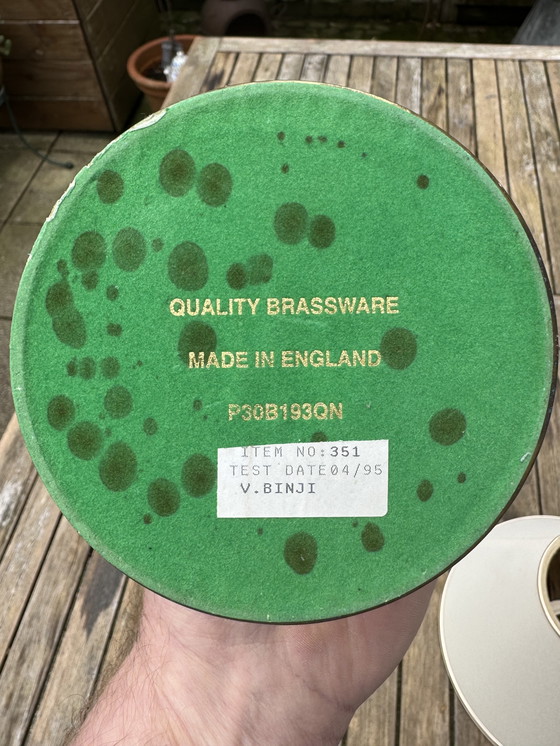 QUALITY BRASSWARE
MADE IN ENGLAND
P30B193QN
ITEM NO:351
TEST DATE04/95
V.BINJI